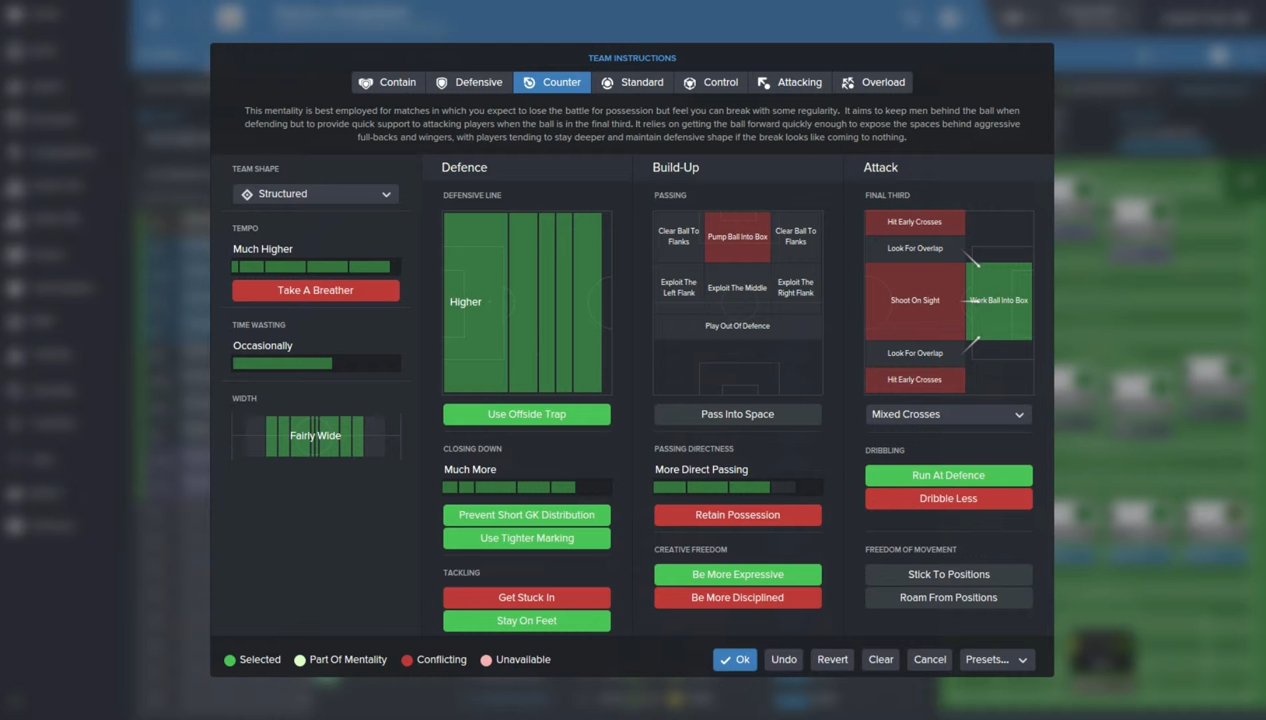 TEAM INSTRUCTIONS
Contain
Defensive
Counter
Standard
Control
Attacking
Overload
This mentality is best employed for matches in which you expect to lose the battle for possession but feel you can break with some regularity. It aims to keep men behind the ball when
defending but to provide quick support to attacking players when the ball is in the final third. It relies on getting the ball forward quickly enough to expose the spaces behind aggressive
full-backs and wingers, with players tending to stay deeper and maintain defensive shape if the break looks like coming to nothing.
TEAM SHAPE
Structured
TEMPO
Much Higher
Take A Breather
TIME WASTING
Occasionally
WIDTH
Fairly Wide
Defence
DEFENSIVE LINE
Higher
Use Offside Trap
CLOSING DOWN
Much More
Prevent Short GK Distribution
Use Tighter Marking
TACKLING
Get Stuck In
Stay On Feet
Build-Up
PASSING
Clear Ball To
Flanks
Pump Ball Into Box
Clear Ball To
Flanks
Exploit The
Left Flank
Exploit The Middle
Exploit The
Right Flank
Play Out Of Defence
Pass Into Space
PASSING DIRECTNESS
More Direct Passing
Retain Possession
CREATIVE FREEDOM
Be More Expressive
Be More Disciplined
Attack
FINAL THIRD
Hit Early Crosses
Look For Overlap
Shoot On Sight
Work Ball Into Box
Look For Overlap
Hit Early Crosses
Mixed Crosses
DRIBBLING
Run At Defence
Dribble Less
FREEDOM OF MOVEMENT
Stick To Positions
Roam From Positions
Selected
Part Of Mentality
Conflicting
Unavailable
Ok
Undo
Revert
Clear
Cancel
Presets...